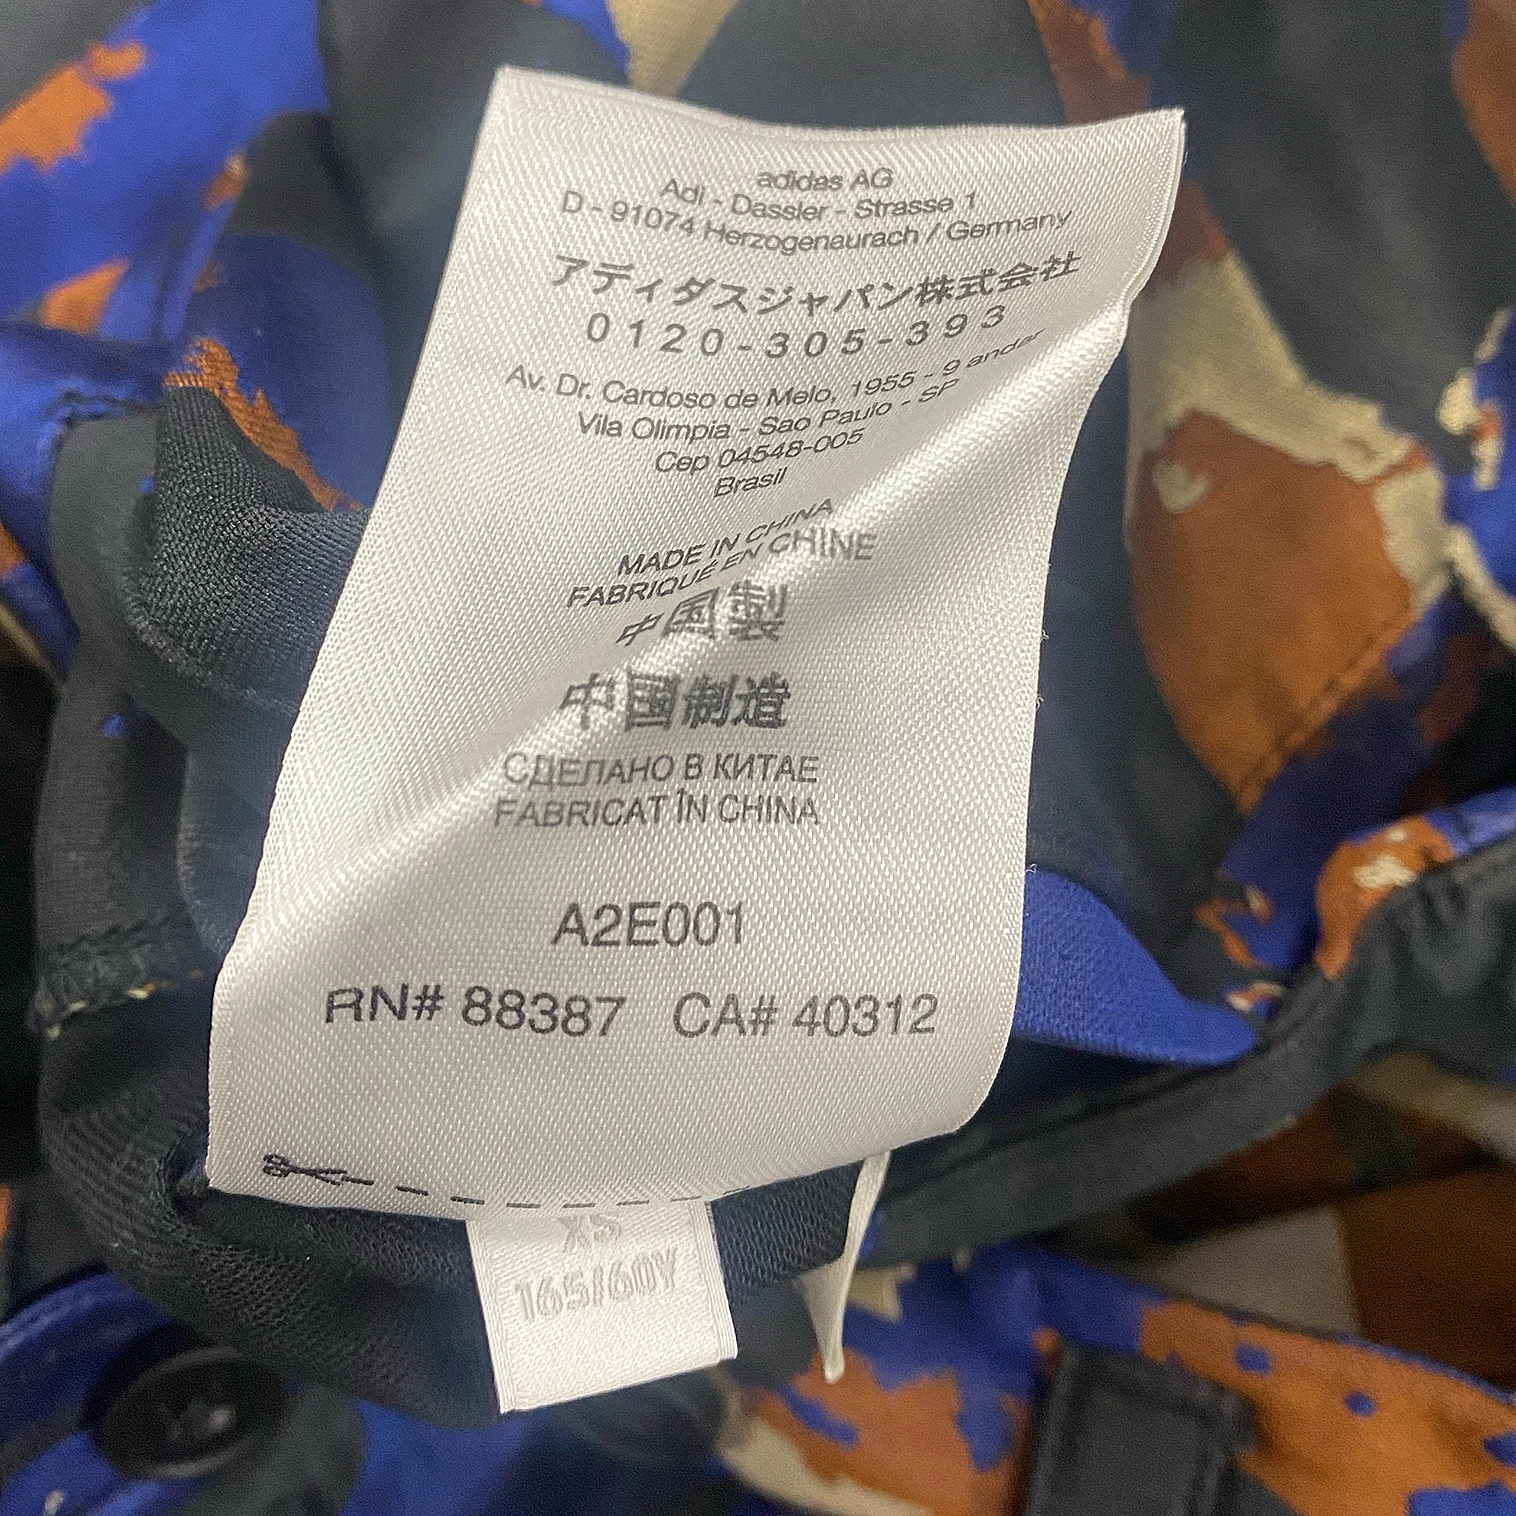 adidas AG
Adi - Dassler - Strasse 1
D - 91074 Herzogenaurach / Germany
アディダスジャパン株式会社
0120-305-393
Av. Dr. Cardoso de Melo, 1955 - 9 andar
Vila Olimpia - Sao Paulo - SP
Cep 04548-005
Brasil
MADE IN CHINA
FABRIQUÉ EN CHINE
中国製
中国制造
СДЕЛАНО В КИТАЕ
FABRICAT ÎN CHINA
A2E001
RN# 88387 CA# 40312
XS
165/60Y